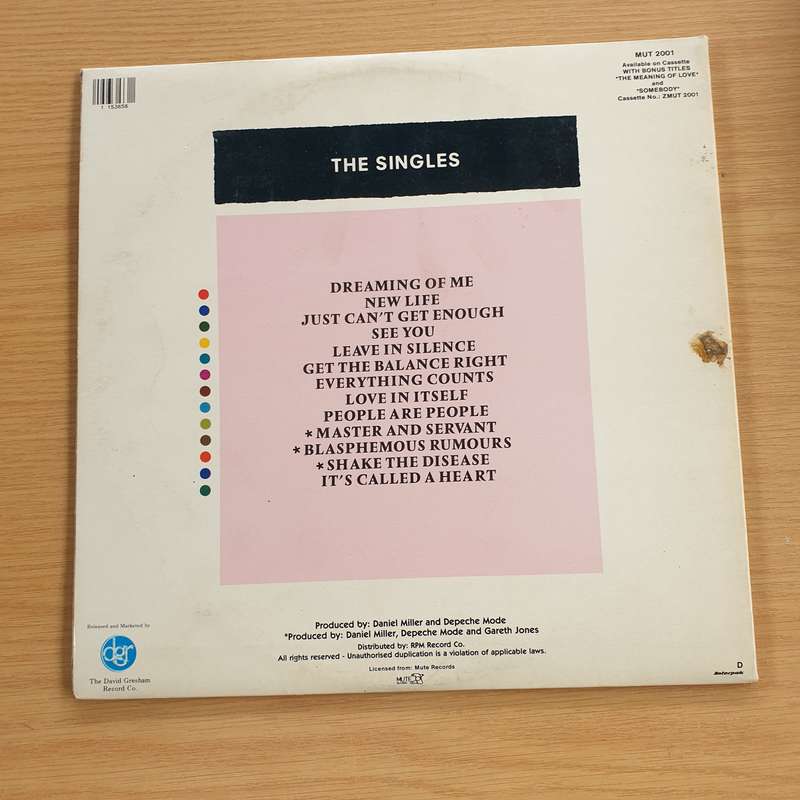 1 153858
MUT 2001
Available on Cassette
WITH BONUS TITLES
"THE MEANING OF LOVE"
and
"SOMEBODY"
Cassette No.: ZMUT 2001
THE SINGLES
DREAMING OF ME
NEW LIFE
JUST CAN'T GET ENOUGH
SEE YOU
LEAVE IN SILENCE
GET THE BALANCE RIGHT
EVERYTHING COUNTS
LOVE IN ITSELF
PEOPLE ARE PEOPLE
*MASTER AND SERVANT
*BLASPHEMOUS RUMOURS
*SHAKE THE DISEASE
IT'S CALLED A HEART
Produced by: Daniel Miller and Depeche Mode
*Produced by: Daniel Miller, Depeche Mode and Gareth Jones
Distributed by: RPM Record Co.
All rights reserved - Unauthorised duplication is a violation of applicable laws.
Licensed from: Mute Records
MUTE
Released and Marketed by
dgr
The David Gresham
Record Co.
D
Interpak